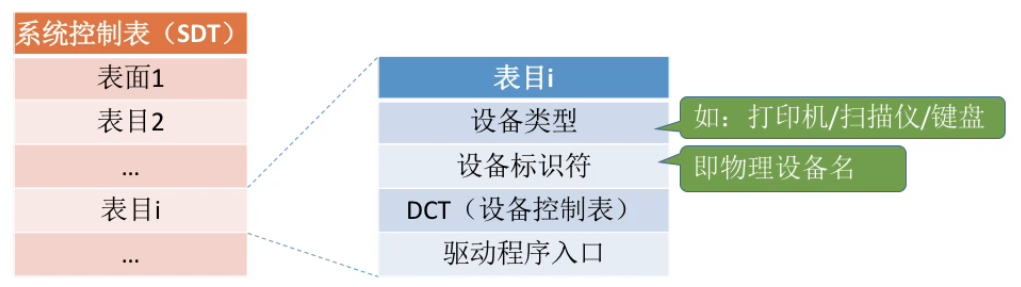 系统控制表（SDT）
表面1
表目2
...
表目i
...
表目i
设备类型
设备标识符
DCT（设备控制表）
驱动程序入口
如：打印机/扫描仪/键盘
即物理设备名